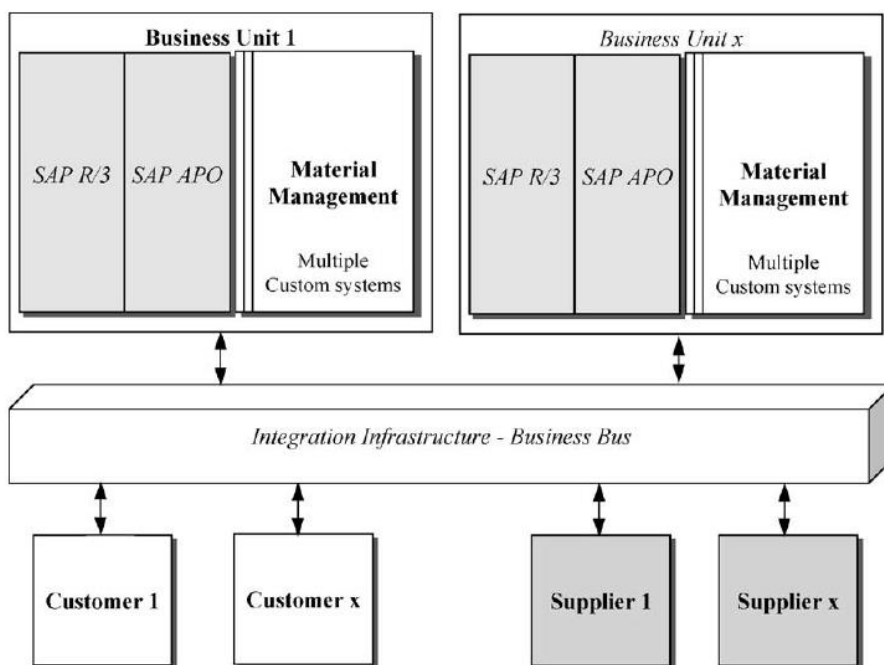 Business Unit 1
SAP R/3
SAP APO
Material
Management
Multiple
Custom systems
Business Unit x
SAP R/3
SAP APO
Material
Management
Multiple
Custom systems
Integration Infrastructure - Business Bus
Customer 1
Customer x
Supplier 1
Supplier x